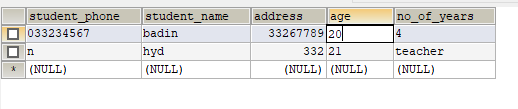 student_phone student_name address age no_of_years
033234567 badin 33267789 20 4
n hyd 332 21 teacher
* (NULL) (NULL) (NULL) (NULL) (NULL)